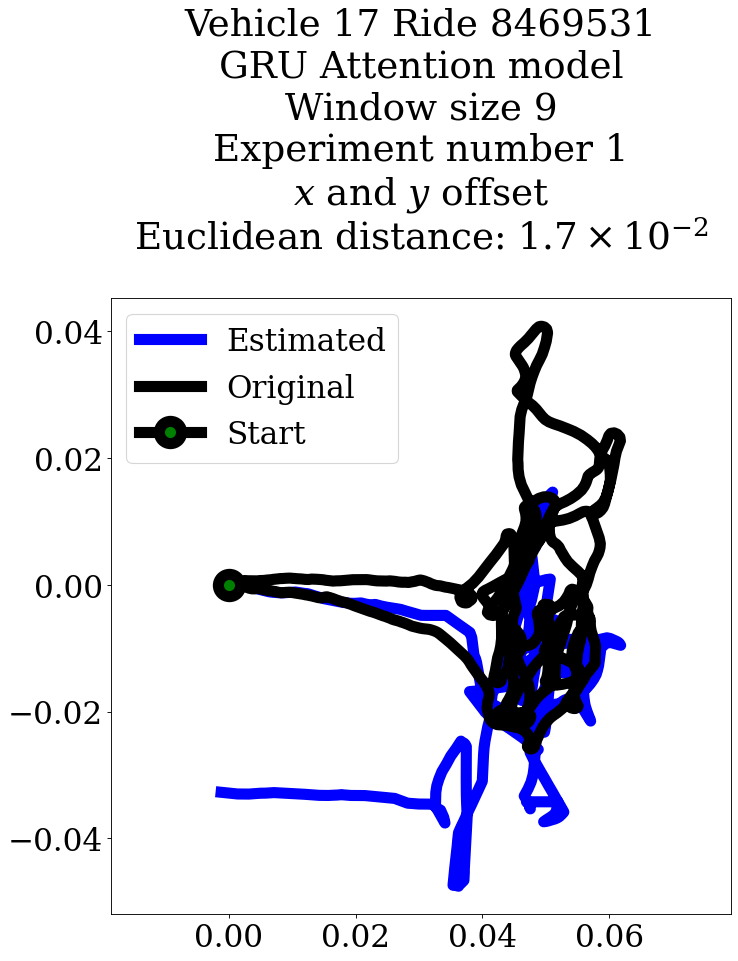 Vehicle 17 Ride 8469531
GRU Attention model
Window size 9
Experiment number 1
x and y offset
Euclidean distance: 1.7 × 10⁻²
Estimated
Original
Start
0.04
0.02
0.00
−0.02
−0.04
0.00 0.02 0.04 0.06